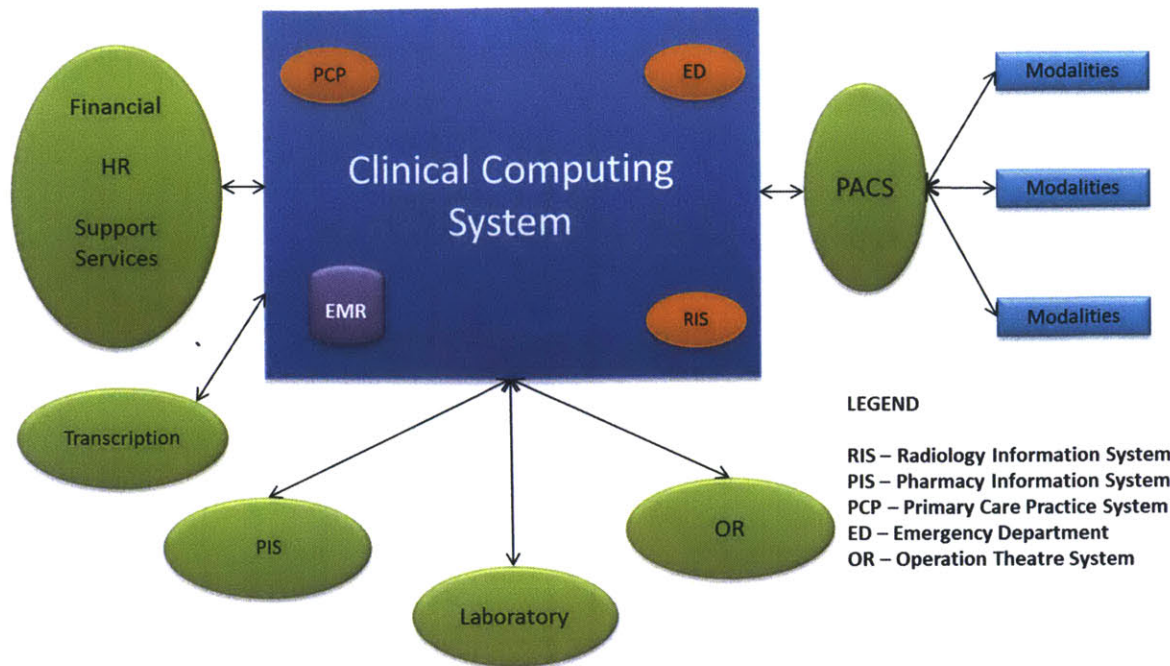 Financial
HR
Support
Services
Transcription
PCP
ED
Clinical Computing
System
EMR
RIS
PACS
Modalities
Modalities
Modalities
PIS
Laboratory
OR
LEGEND
RIS – Radiology Information System
PIS – Pharmacy Information System
PCP – Primary Care Practice System
ED – Emergency Department
OR – Operation Theatre System